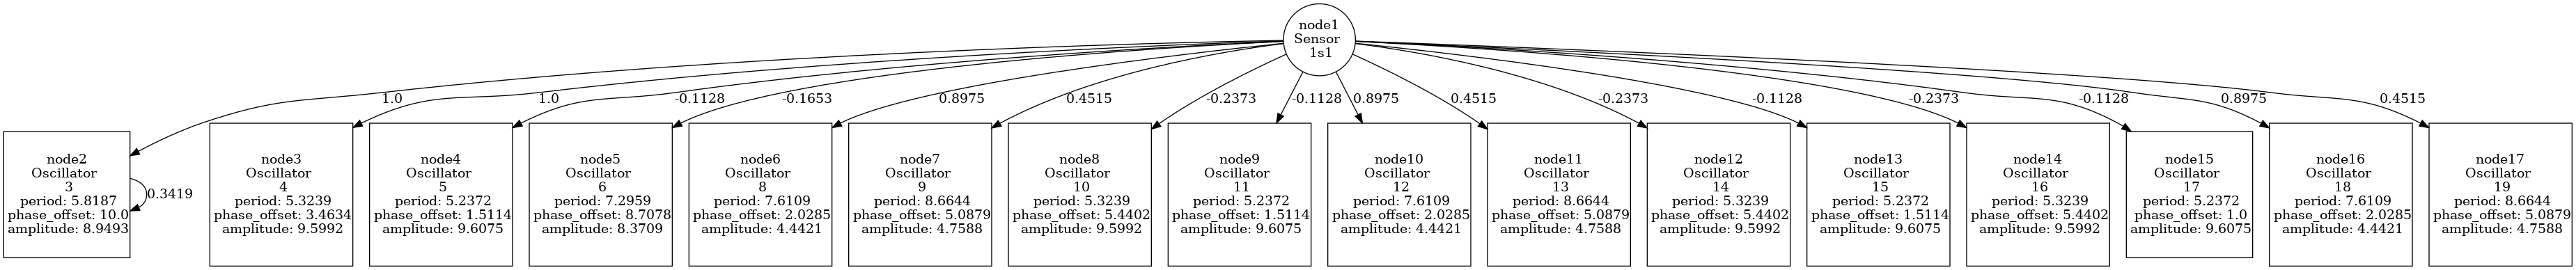 node1
Sensor
1s1
1.0
1.0
-0.1128
-0.1653
0.8975
0.4515
-0.2373
-0.1128
0.8975
0.4515
-0.2373
-0.1128
-0.2373
-0.1128
0.8975
0.4515
node2
Oscillator
3
period: 5.8187
phase_offset: 10.0
amplitude: 8.9493
0.3419
node3
Oscillator
4
period: 5.3239
phase_offset: 3.4634
amplitude: 9.5992
node4
Oscillator
5
period: 5.2372
phase_offset: 1.5114
amplitude: 9.6075
node5
Oscillator
6
period: 7.2959
phase_offset: 8.7078
amplitude: 8.3709
node6
Oscillator
8
period: 7.6109
phase_offset: 2.0285
amplitude: 4.4421
node7
Oscillator
9
period: 8.6644
phase_offset: 5.0879
amplitude: 4.7588
node8
Oscillator
10
period: 5.3239
phase_offset: 5.4402
amplitude: 9.5992
node9
Oscillator
11
period: 5.2372
phase_offset: 1.5114
amplitude: 9.6075
node10
Oscillator
12
period: 7.6109
phase_offset: 2.0285
amplitude: 4.4421
node11
Oscillator
13
period: 8.6644
phase_offset: 5.0879
amplitude: 4.7588
node12
Oscillator
14
period: 5.3239
phase_offset: 5.4402
amplitude: 9.5992
node13
Oscillator
15
period: 5.2372
phase_offset: 1.5114
amplitude: 9.6075
node14
Oscillator
16
period: 5.3239
phase_offset: 5.4402
amplitude: 9.5992
node15
Oscillator
17
period: 5.2372
phase_offset: 1.0
amplitude: 9.6075
node16
Oscillator
18
period: 7.6109
phase_offset: 2.0285
amplitude: 4.4421
node17
Oscillator
19
period: 8.6644
phase_offset: 5.0879
amplitude: 4.7588